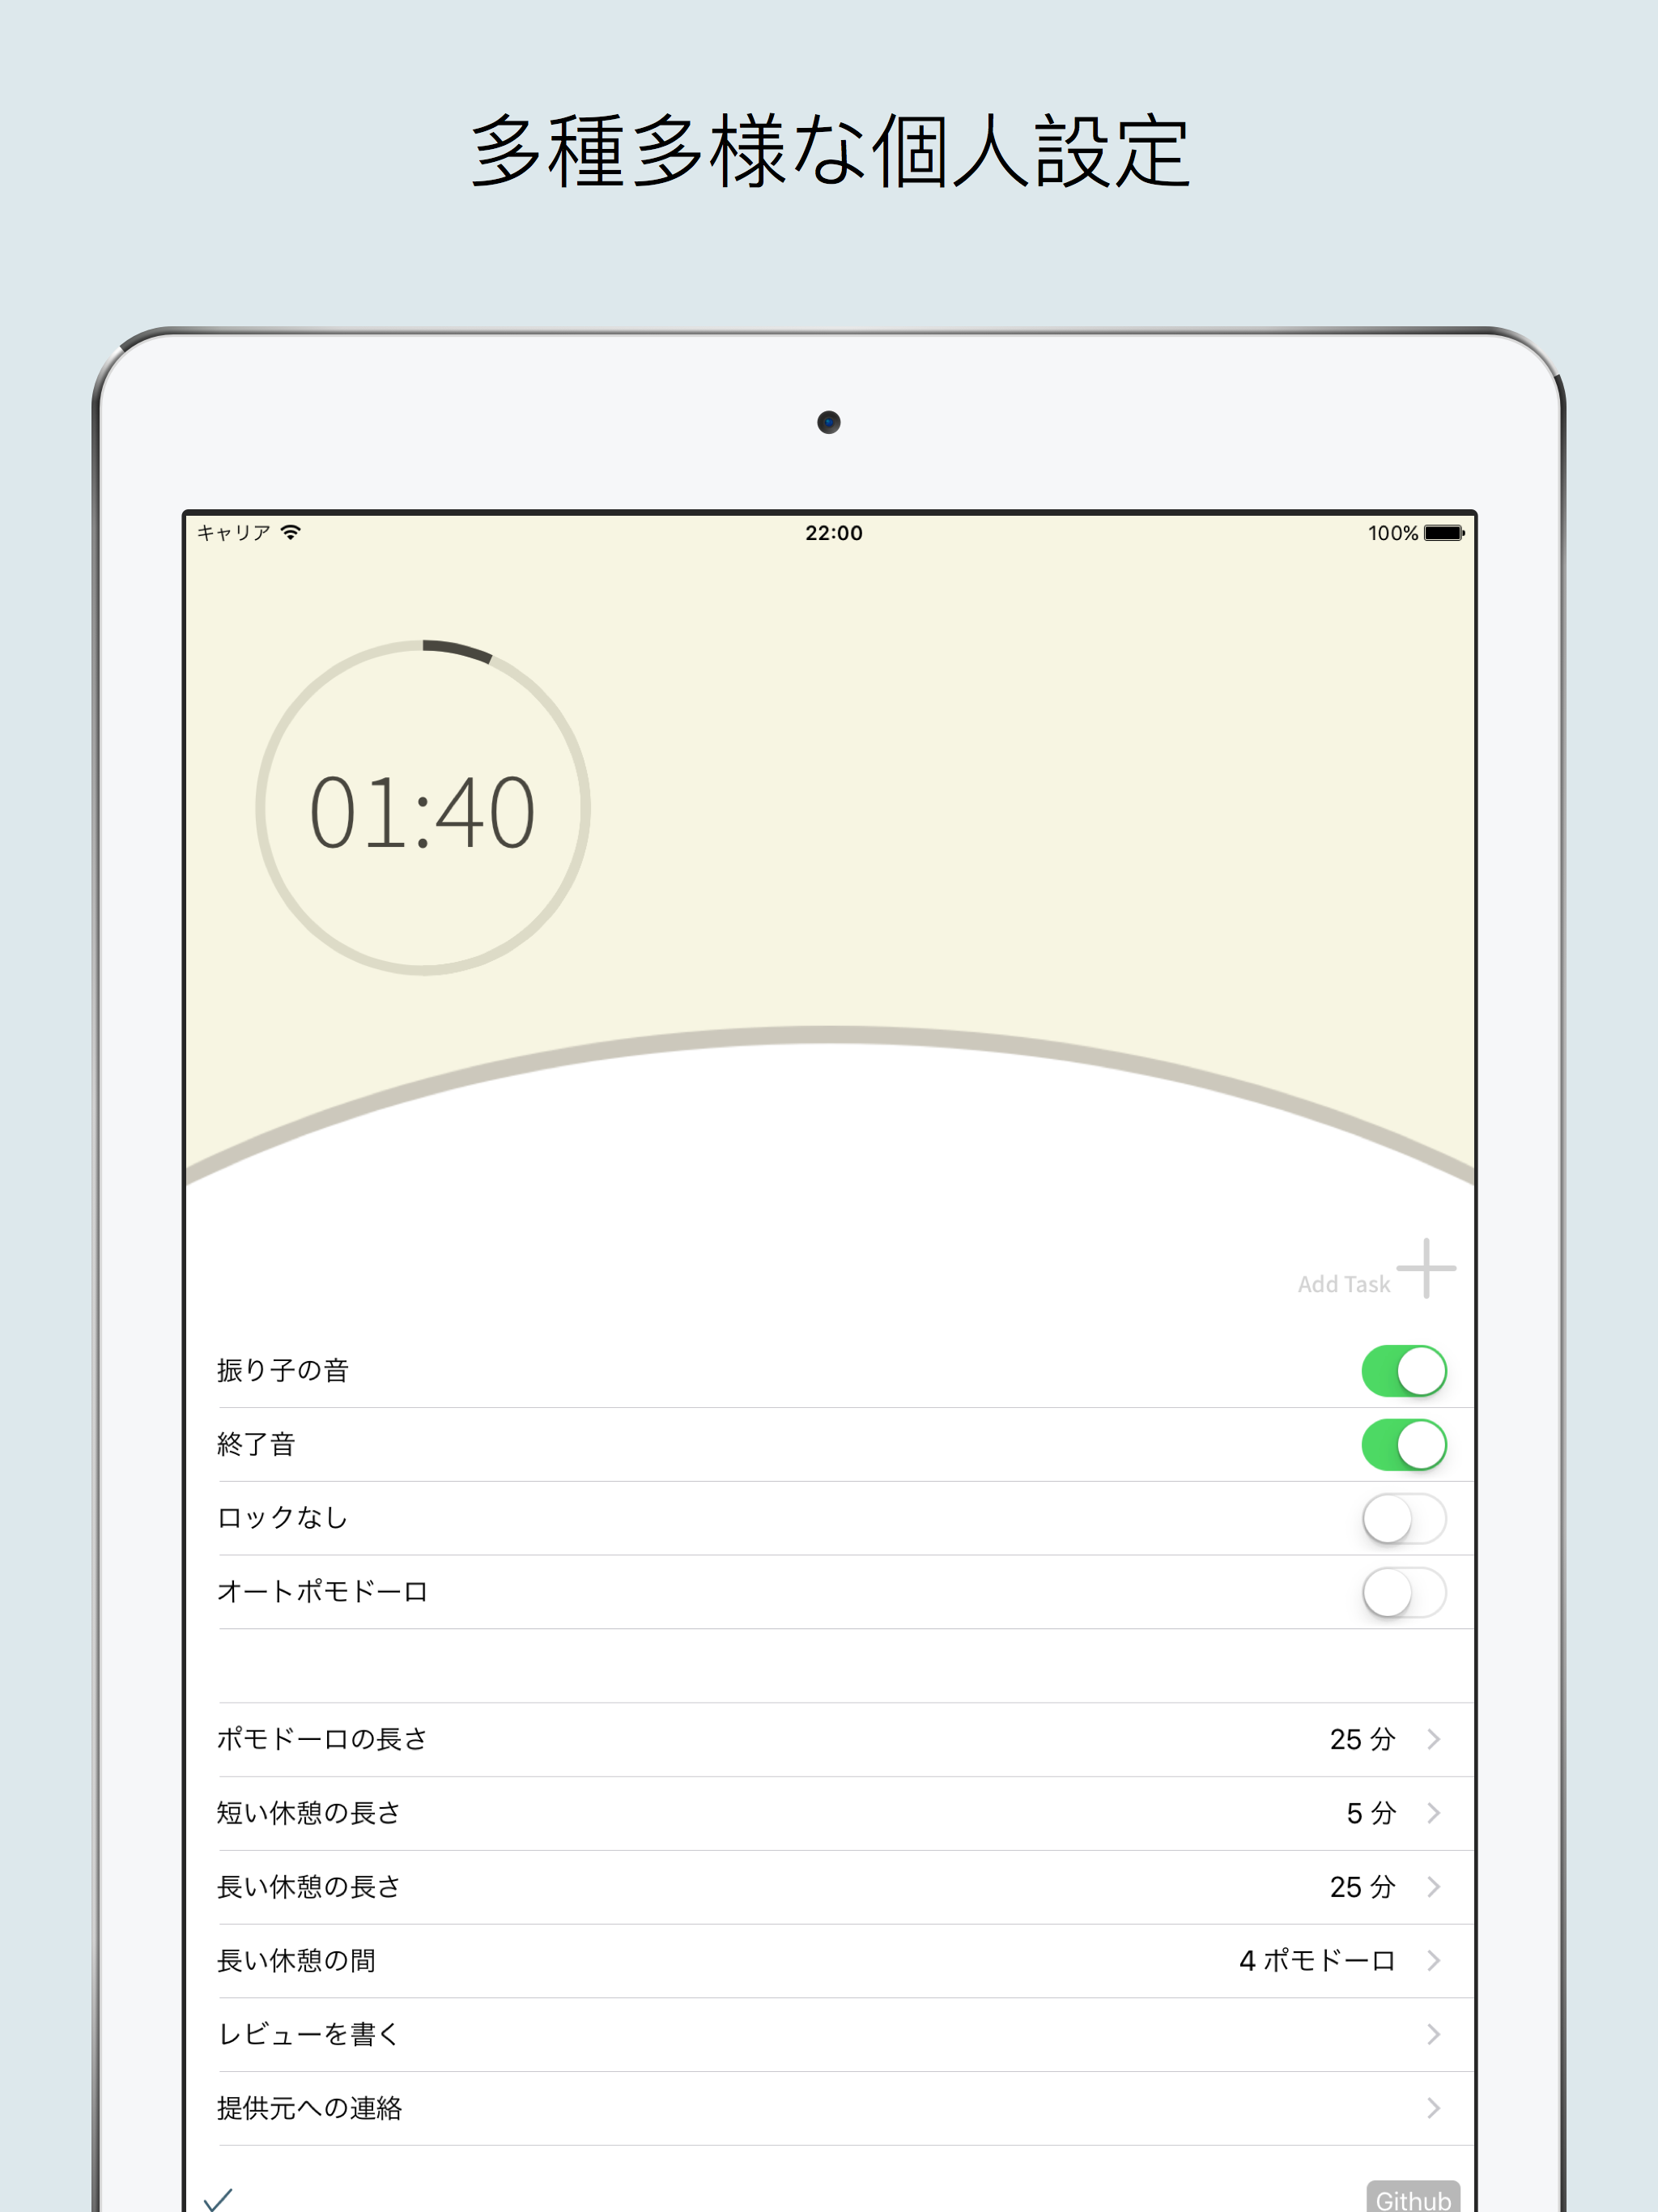 多種多様な個人設定
キャリア 22:00 100%
01:40
Add Task
振り子の音
終了音
ロックなし
オートポモドーロ
ポモドーロの長さ 25 分
短い休憩の長さ 5 分
長い休憩の長さ 25 分
長い休憩の間 4 ポモドーロ
レビューを書く
提供元への連絡
Github